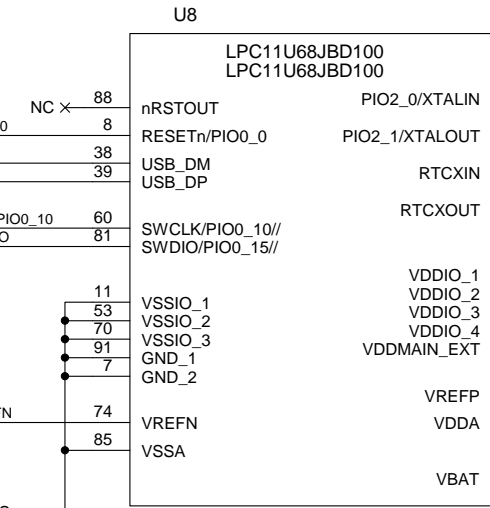 U8
LPC11U68JBD100
LPC11U68JBD100
NC 88 nRSTOUT PIO2_0/XTALIN
0 8 RESETn/PIO0_0 PIO2_1/XTALOUT
38 USB_DM
39 USB_DP RTCXIN
RTCXOUT
PIO0_10 60 SWCLK/PIO0_10//
O 81 SWDIO/PIO0_15//
VDDIO_1
11 VSSIO_1 VDDIO_2
53 VSSIO_2 VDDIO_3
70 VSSIO_3 VDDIO_4
91 GND_1 VDDMAIN_EXT
7 GND_2
VREFP
N 74 VREFN VDDA
85 VSSA
VBAT